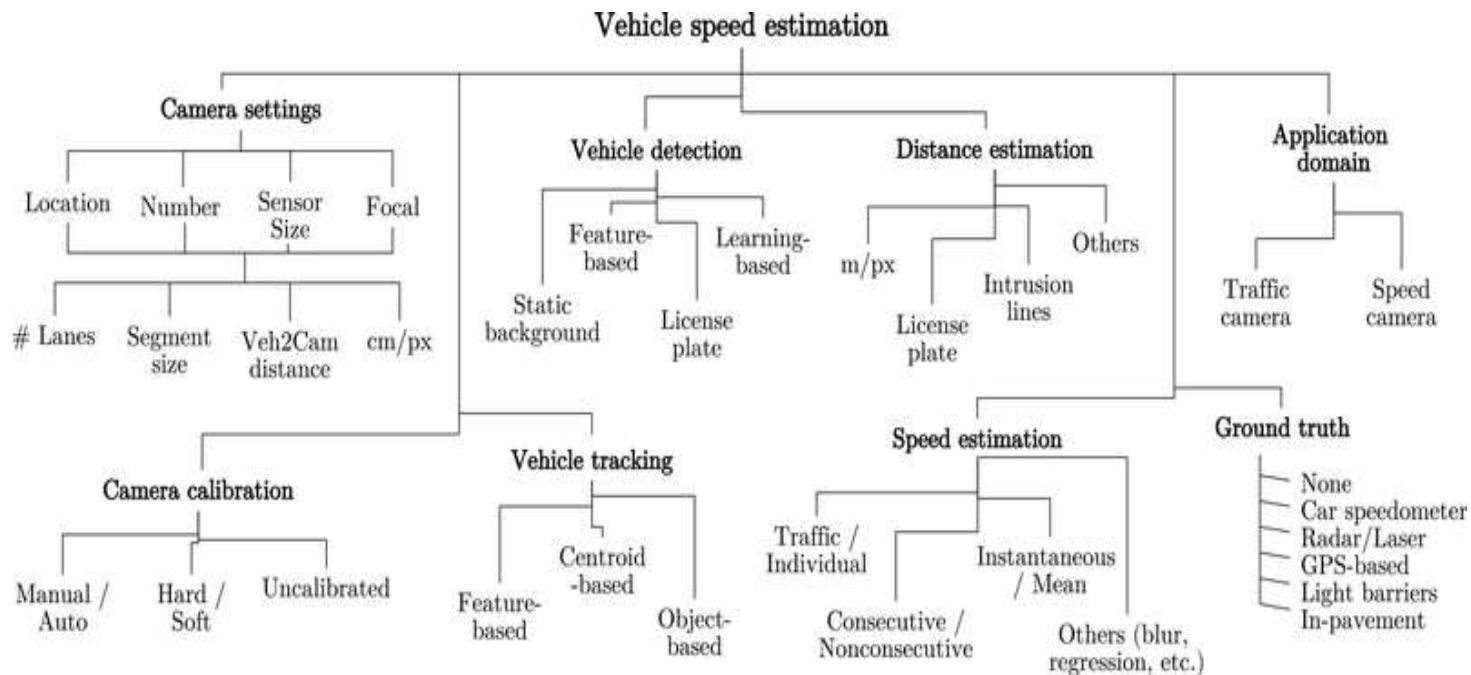 Vehicle speed estimation
Camera settings
Location
Number
Sensor
Size
Focal
# Lanes
Segment
size
Veh2Cam
distance
cm/px
Vehicle detection
Static
background
Feature-
based
License
plate
Learning-
based
Distance estimation
m/px
License
plate
Intrusion
lines
Others
Application
domain
Traffic
camera
Speed
camera
Camera calibration
Manual /
Auto
Hard /
Soft
Uncalibrated
Vehicle tracking
Feature-
based
Centroid
-based
Object-
based
Speed estimation
Traffic /
Individual
Consecutive /
Nonconsecutive
Instantaneous
/ Mean
Others (blur,
regression, etc.)
Ground truth
None
Car speedometer
Radar/Laser
GPS-based
Light barriers
In-pavement